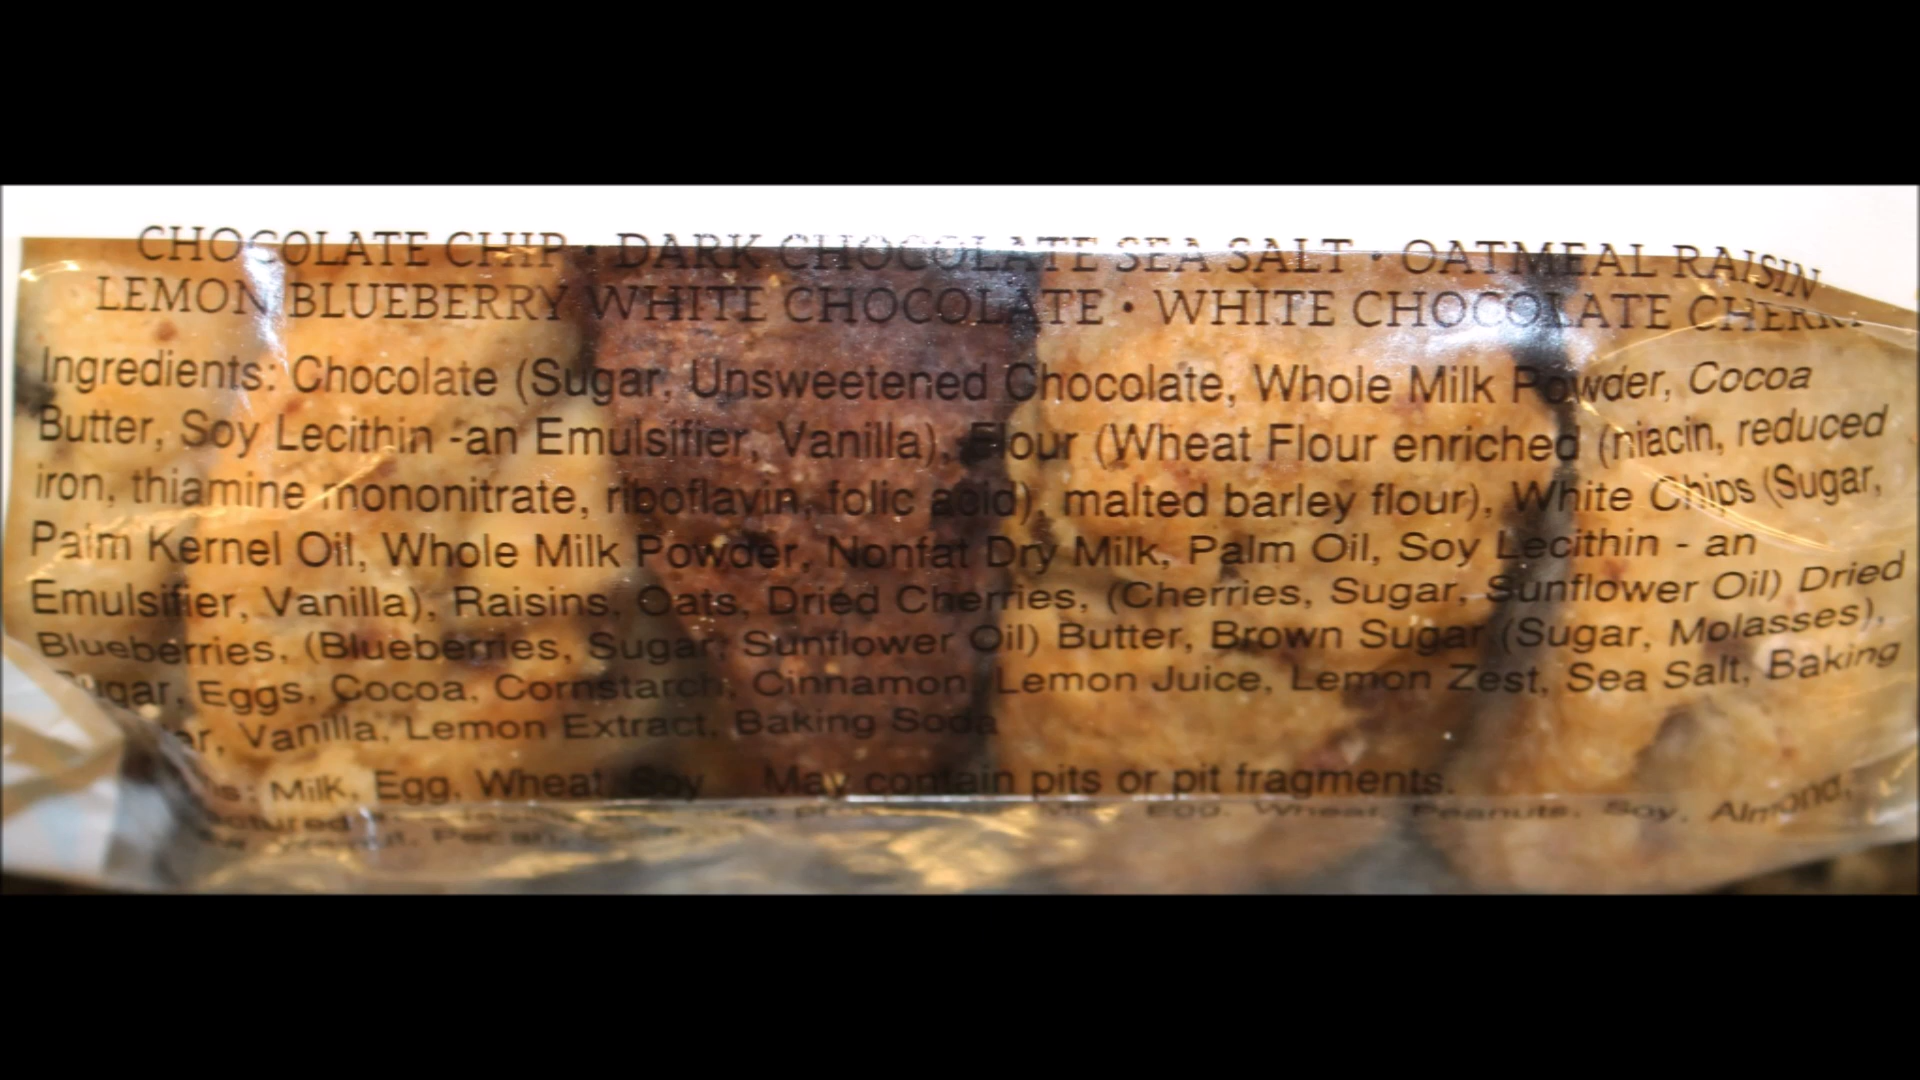 CHOCOLATE CHIP · DARK CHOCOLATE SEA SALT · OATMEAL RAISIN
LEMON BLUEBERRY WHITE CHOCOLATE · WHITE CHOCOLATE CHERRY
Ingredients: Chocolate (Sugar, Unsweetened Chocolate, Whole Milk Powder, Cocoa
Butter, Soy Lecithin -an Emulsifier, Vanilla), Flour (Wheat Flour enriched (niacin, reduced
iron, thiamine mononitrate, riboflavin, folic acid), malted barley flour), White Chips (Sugar,
Palm Kernel Oil, Whole Milk Powder, Nonfat Dry Milk, Palm Oil, Soy Lecithin - an
Emulsifier, Vanilla), Raisins, Oats, Dried Cherries, (Cherries, Sugar, Sunflower Oil) Dried
Blueberries, (Blueberries, Sugar, Sunflower Oil) Butter, Brown Sugar (Sugar, Molasses),
Sugar, Eggs, Cocoa, Cornstarch, Cinnamon, Lemon Juice, Lemon Zest, Sea Salt, Baking
Vanilla, Lemon Extract, Baking Soda
Milk, Egg, Wheat, Soy May contain pits or pit fragments.
Egg, Wheat, Peanuts, Soy, Almond,